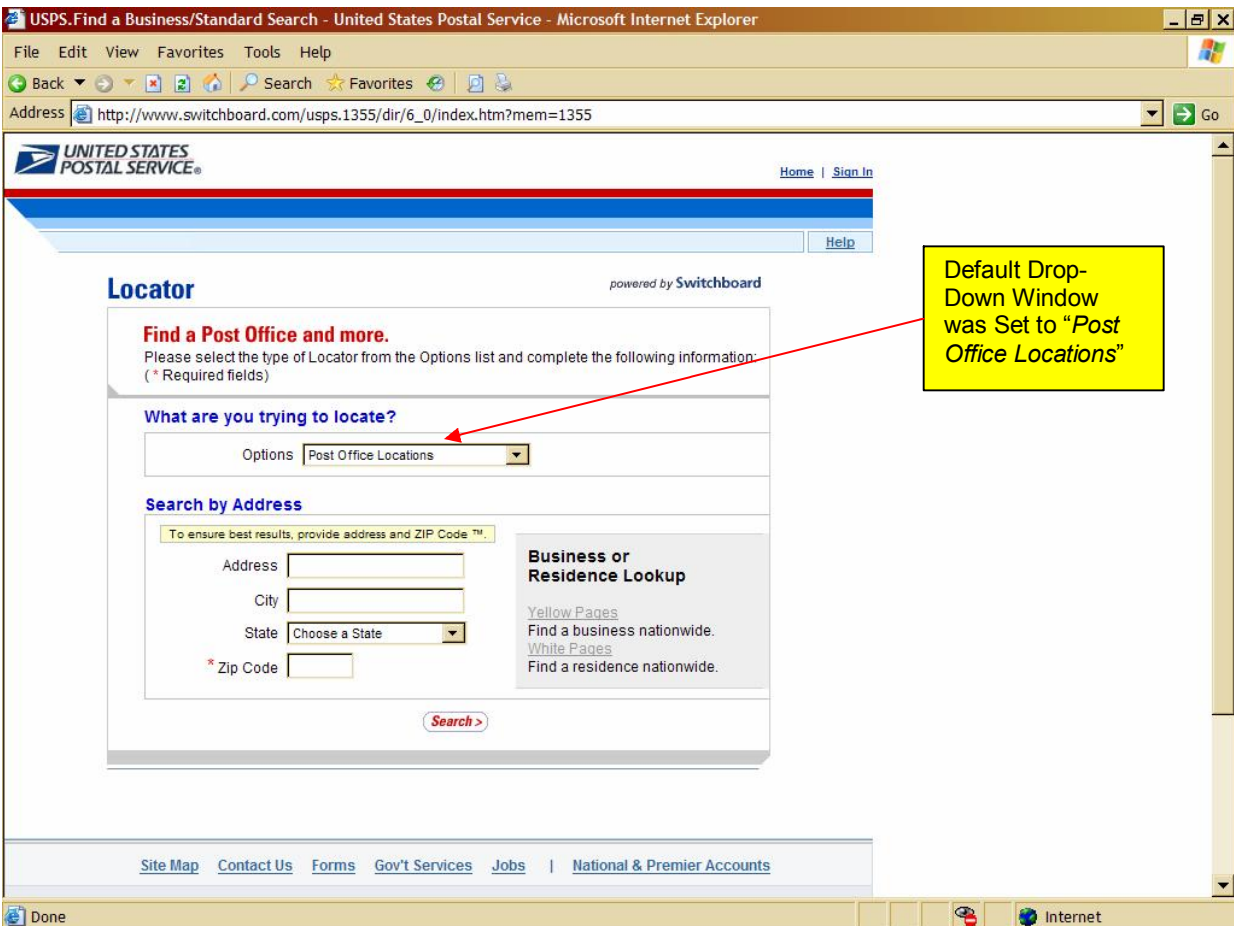 USPS.Find a Business/Standard Search - United States Postal Service - Microsoft Internet Explorer
File Edit View Favorites Tools Help
Back Search Favorites
Address http://www.switchboard.com/usps.1355/dir/6_0/index.htm?mem=1355 Go
UNITED STATES
POSTAL SERVICE®
Home | Sign In
Help
Locator
powered by Switchboard
Find a Post Office and more.
Please select the type of Locator from the Options list and complete the following information:
( * Required fields)
What are you trying to locate?
Options Post Office Locations
Search by Address
To ensure best results, provide address and ZIP Code ™.
Address
City
State Choose a State
* Zip Code
Business or
Residence Lookup
Yellow Pages
Find a business nationwide.
White Pages
Find a residence nationwide.
Search >
Default Drop-
Down Window
was Set to “Post
Office Locations”
Site Map Contact Us Forms Gov't Services Jobs | National & Premier Accounts
Done Internet